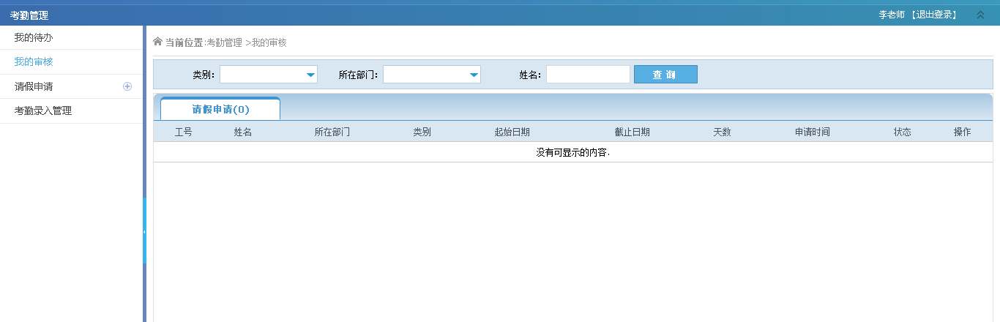 考勤管理
李老师 【退出登录】
我的待办
我的审核
请假申请
考勤录入管理
当前位置:考勤管理 >我的审核
类别: 所在部门: 姓名: 查 询
请假申请(0)
工号 姓名 所在部门 类别 起始日期 截止日期 天数 申请时间 状态 操作
没有可显示的内容.